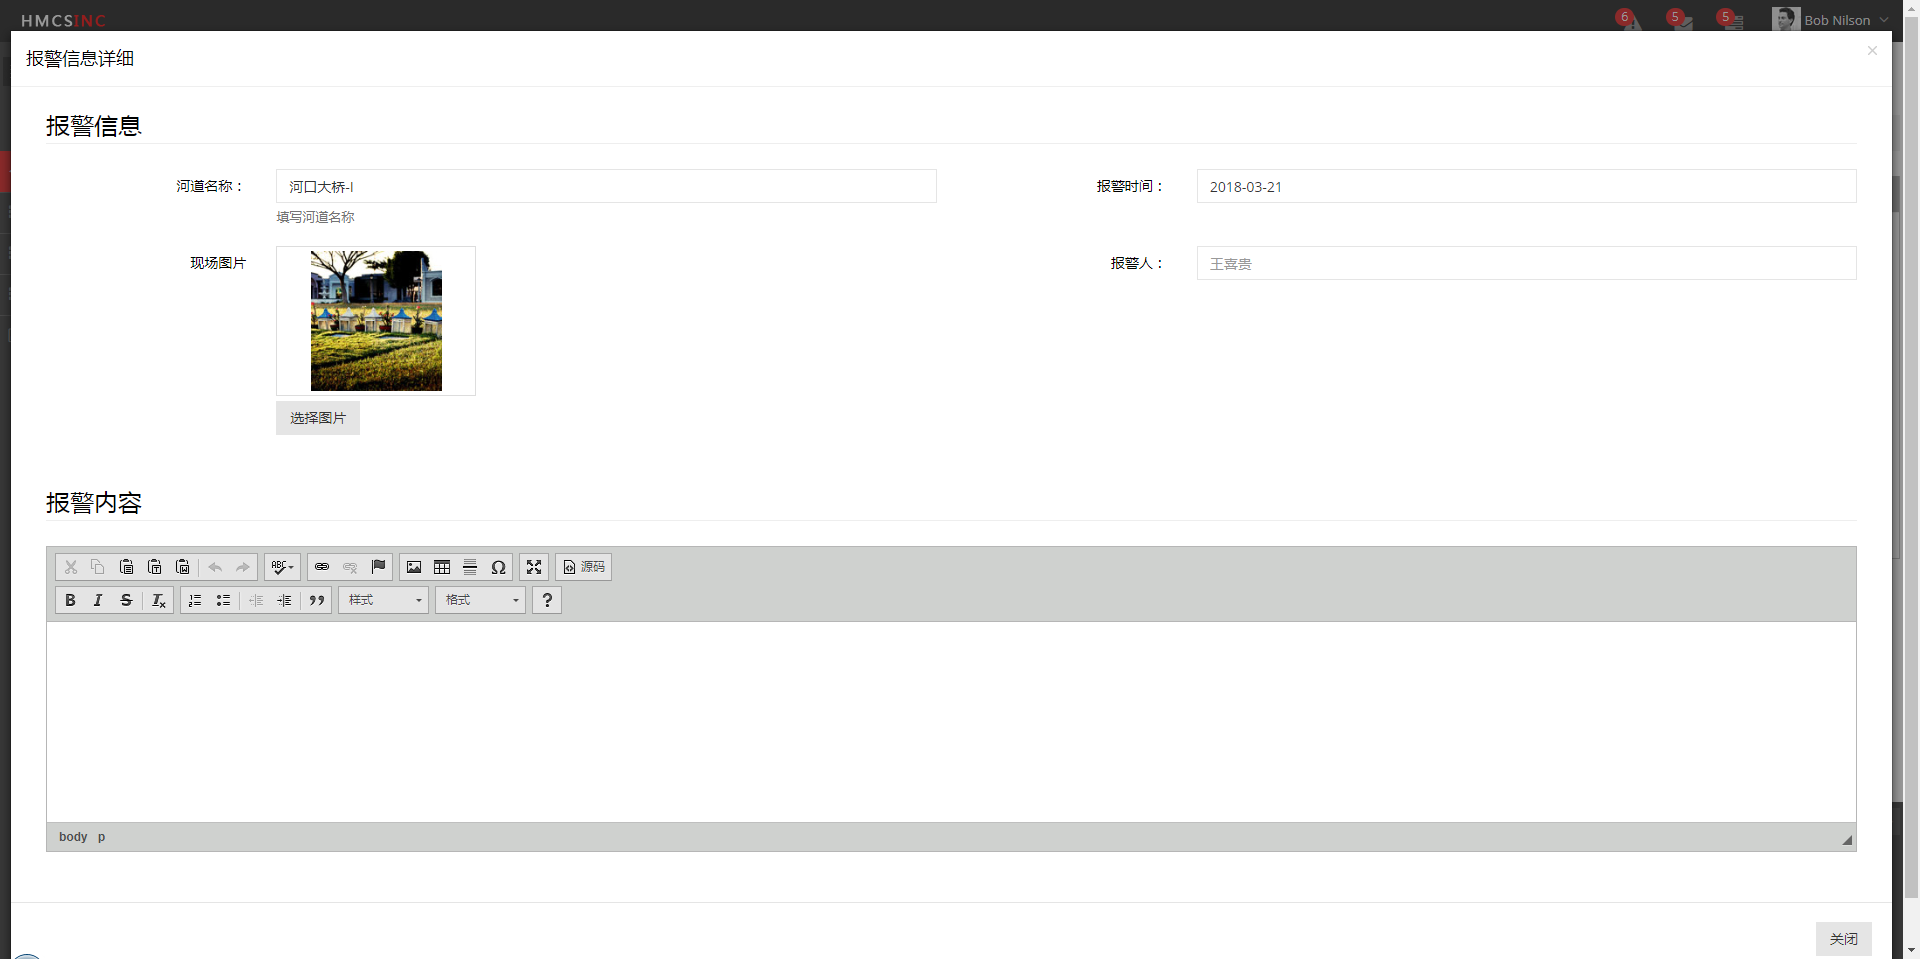 HMCSINC
6
5
5
Bob Nilson
报警信息详细
×
报警信息
河道名称：
河口大桥-I
报警时间：
2018-03-21
填写河道名称
现场图片
报警人：
王喜贵
选择图片
报警内容
ABC
源码
B I S Ix
样式
格式
?
body p
关闭